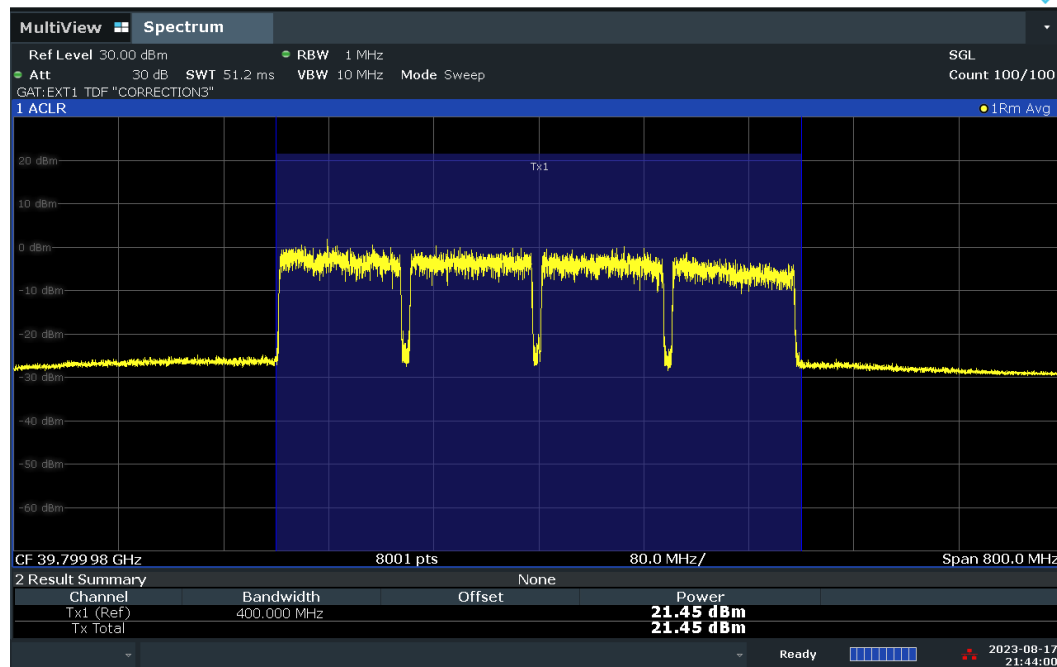 MultiView Spectrum
Ref Level 30.00 dBm RBW 1 MHz SGL
Att 30 dB SWT 51.2 ms VBW 10 MHz Mode Sweep Count 100/100
GAT:EXT1 TDF "CORRECTION3"
1 ACLR 1Rm Avg
Tx1
20 dBm
10 dBm
0 dBm
-10 dBm
-20 dBm
-30 dBm
-40 dBm
-50 dBm
-60 dBm
CF 39.79998 GHz 8001 pts 80.0 MHz/ Span 800.0 MHz
2 Result Summary None
Channel Bandwidth Offset Power
Tx1 (Ref) 400.000 MHz 21.45 dBm
Tx Total 21.45 dBm
Ready 2023-08-17
21:44:00